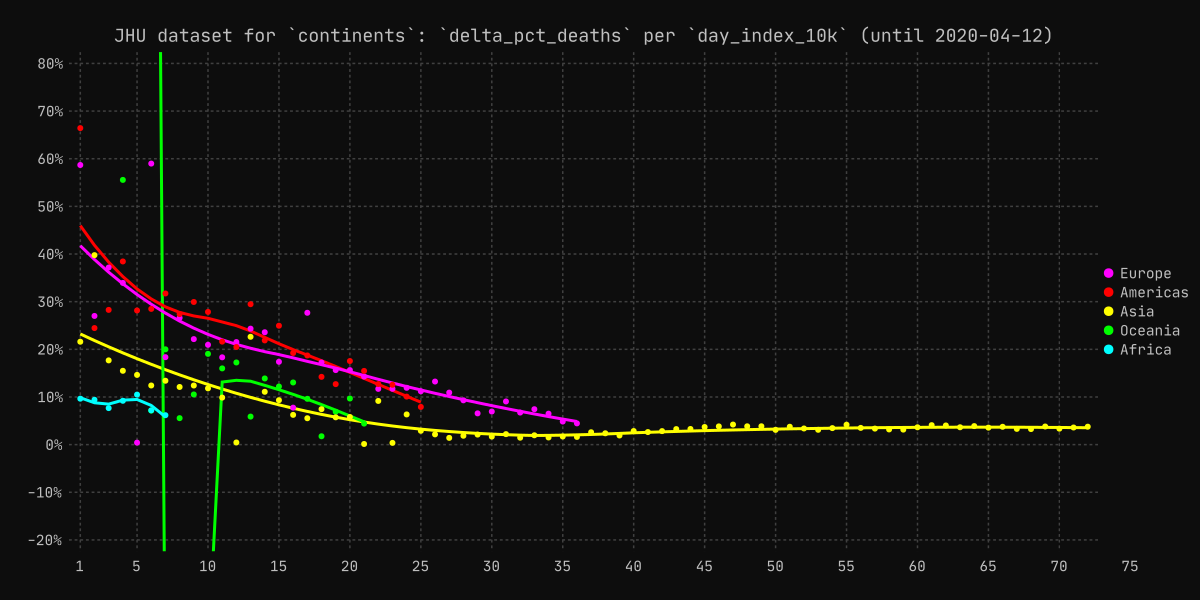 JHU dataset for `continents`: `delta_pct_deaths` per `day_index_10k` (until 2020-04-12)
80%
70%
60%
50%
40%
30%
20%
10%
0%
-10%
-20%
1 5 10 15 20 25 30 35 40 45 50 55 60 65 70 75
Europe
Americas
Asia
Oceania
Africa